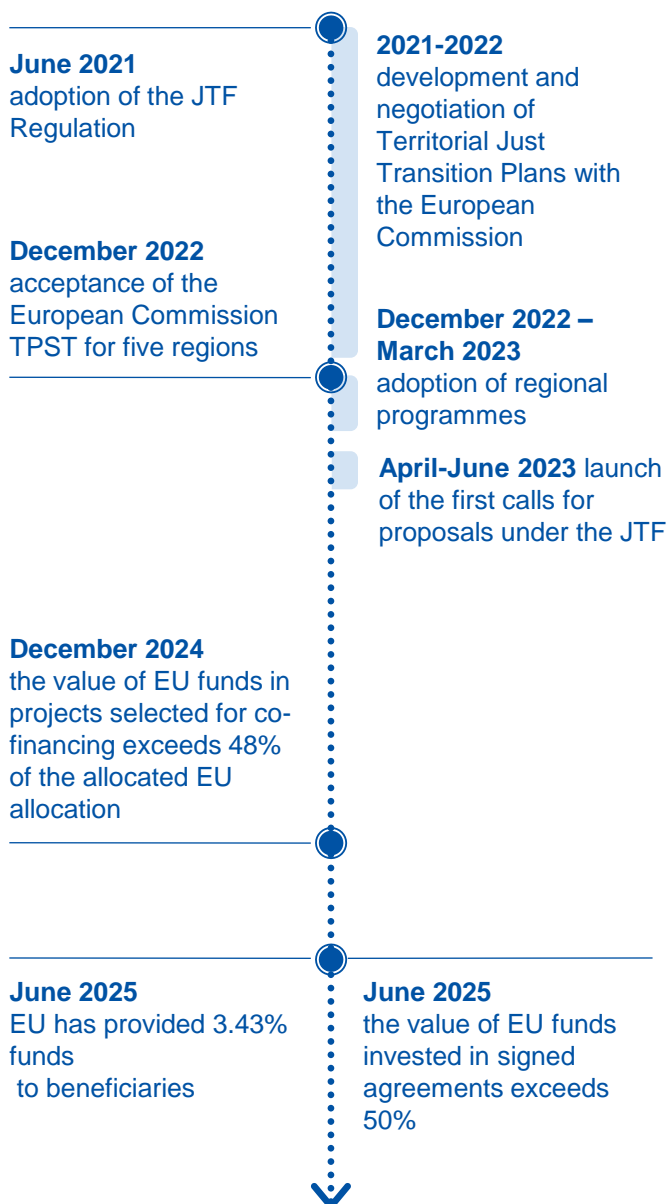 June 2021
adoption of the JTF
Regulation
2021-2022
development and
negotiation of
Territorial Just
Transition Plans with
the European
Commission
December 2022
acceptance of the
European Commission
TPST for five regions
December 2022 –
March 2023
adoption of regional
programmes
April-June 2023 launch
of the first calls for
proposals under the JTF
December 2024
the value of EU funds in
projects selected for co-
financing exceeds 48%
of the allocated EU
allocation
June 2025
EU has provided 3.43%
funds
to beneficiaries
June 2025
the value of EU funds
invested in signed
agreements exceeds
50%